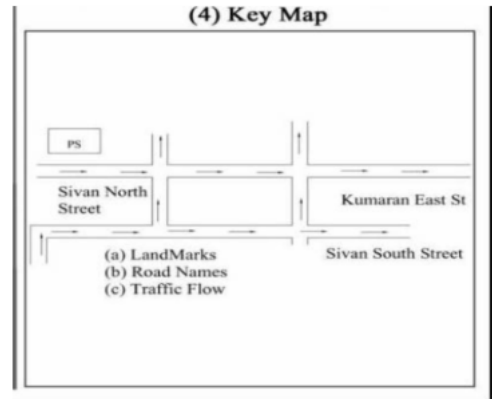 (4) Key Map
PS
Sivan North
Street
Kumaran East St
Sivan South Street
(a) LandMarks
(b) Road Names
(c) Traffic Flow